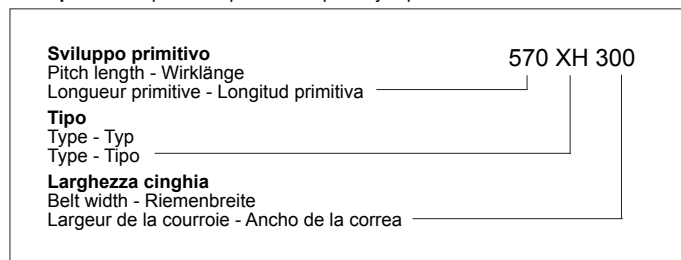 Sviluppo primitivo
570 XH 300
Pitch length - Wirklänge
Longueur primitive - Longitud primitiva
Tipo
Type - Typ
Type - Tipo
Larghezza cinghia
Belt width - Riemenbreite
Largeur de la courroie - Ancho de la correa